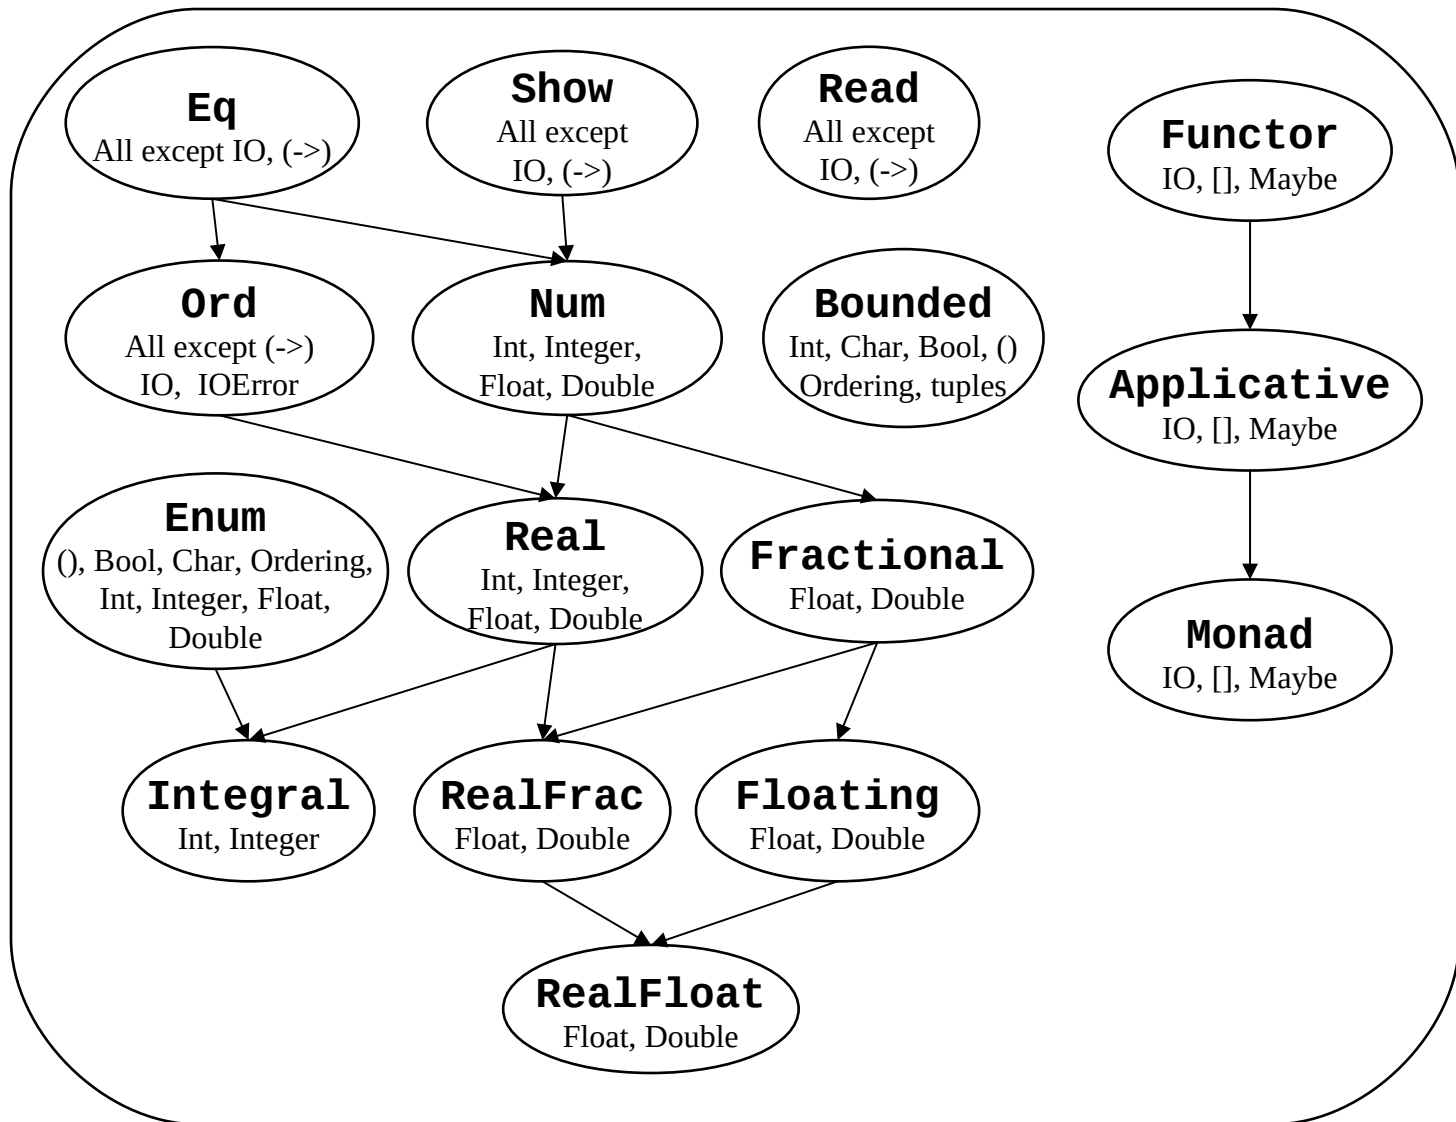 Eq
All except IO, (->)
Show
All except
IO, (->)
Read
All except
IO, (->)
Functor
IO, [], Maybe
Ord
All except (->)
IO,  IOError
Num
Int, Integer,
Float, Double
Bounded
Int, Char, Bool, ()
Ordering, tuples
Applicative
IO, [], Maybe
Enum
(), Bool, Char, Ordering,
Int, Integer, Float,
Double
Real
Int, Integer,
Float, Double
Fractional
Float, Double
Monad
IO, [], Maybe
Integral
Int, Integer
RealFrac
Float, Double
Floating
Float, Double
RealFloat
Float, Double